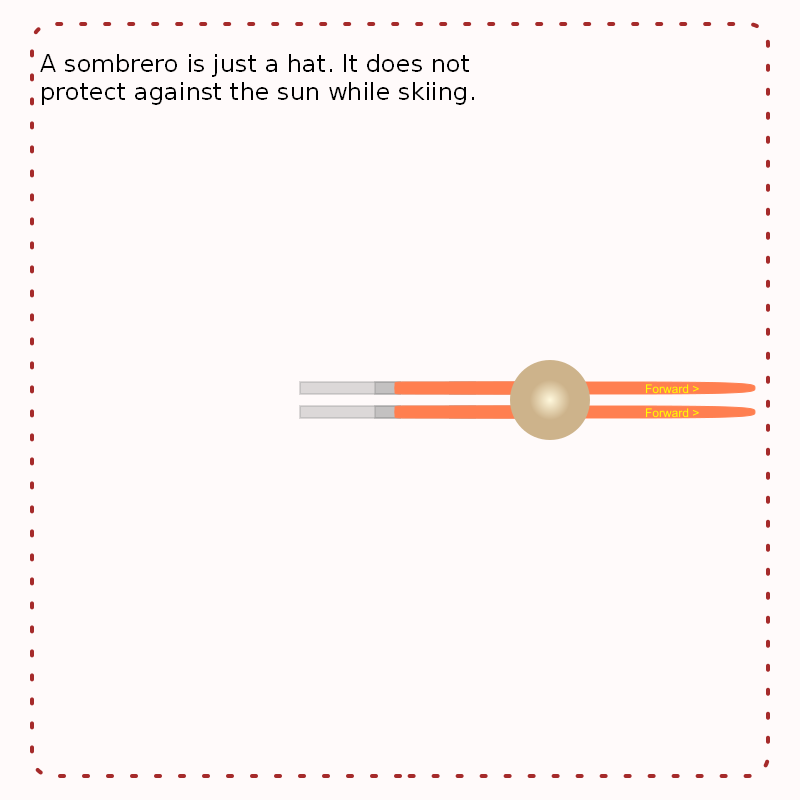 A sombrero is just a hat. It does not
protect against the sun while skiing.
Forward >
Forward >